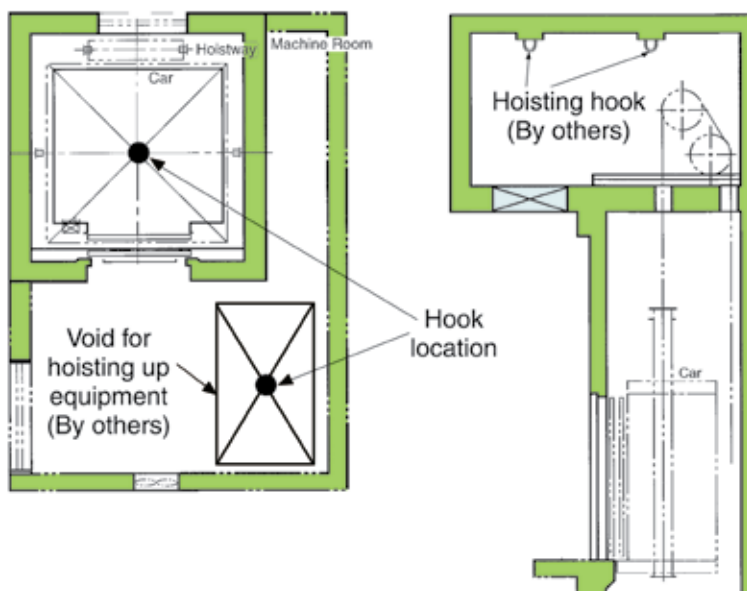 Hoistway
Machine Room
Car
Void for
hoisting up
equipment
(By others)
Hook
location
Hoisting hook
(By others)
Car